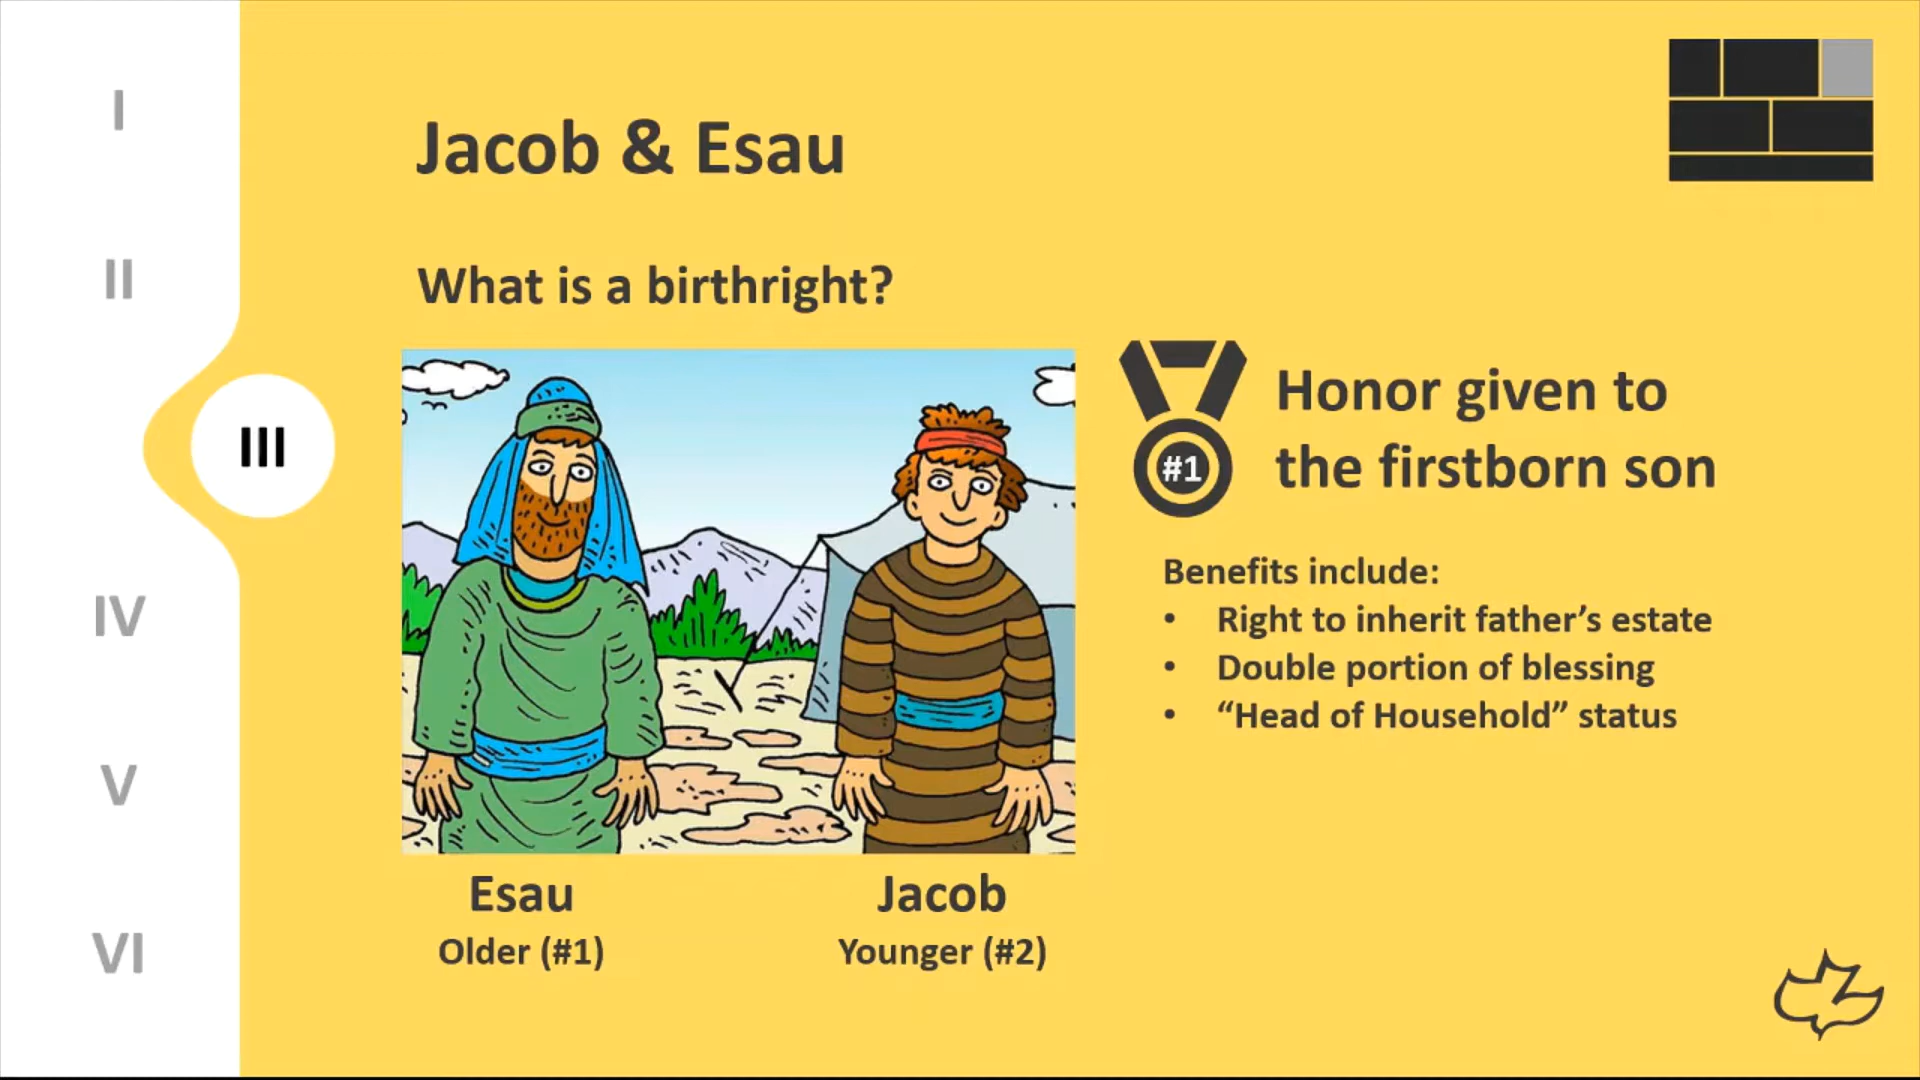 I
II
III
IV
V
VI
Jacob & Esau
What is a birthright?
#1
Honor given to
the firstborn son
Benefits include:
• Right to inherit father’s estate
• Double portion of blessing
• “Head of Household” status
Esau
Older (#1)
Jacob
Younger (#2)